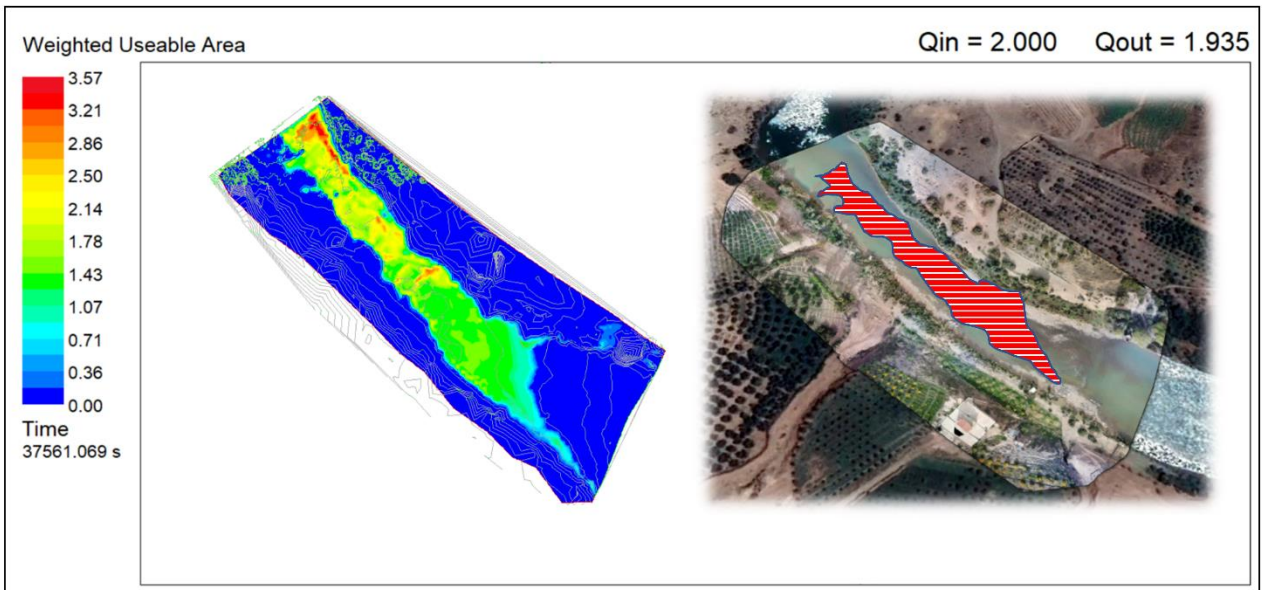 Weighted Useable Area
Qin = 2.000 Qout = 1.935
3.57
3.21
2.86
2.50
2.14
1.78
1.43
1.07
0.71
0.36
0.00
Time
37561.069 s